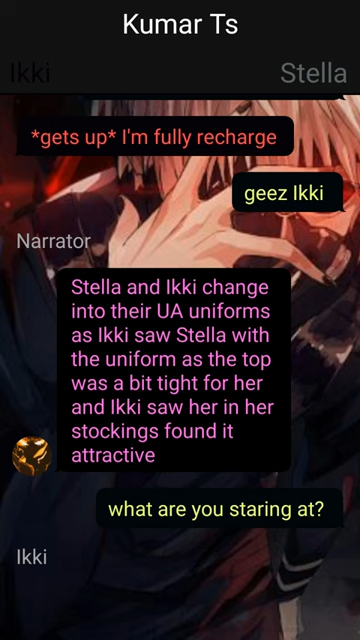 Kumar Ts
Ikki
Stella
*gets up* I'm fully recharge
geez Ikki
Narrator
Stella and Ikki change
into their UA uniforms
as Ikki saw Stella with
the uniform as the top
was a bit tight for her
and Ikki saw her in her
stockings found it
attractive
what are you staring at?
Ikki